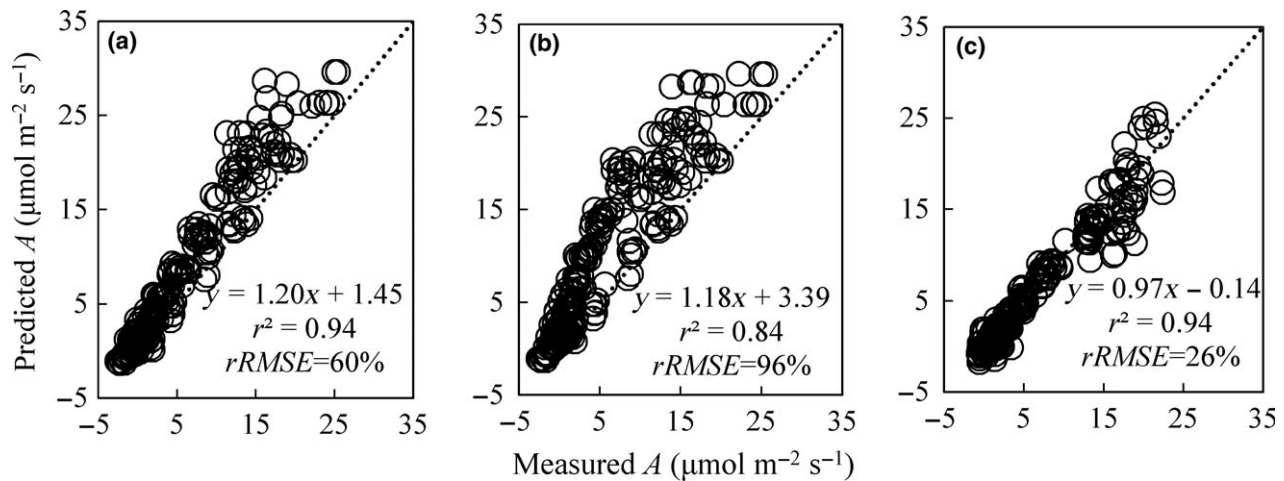 Predicted A (μmol m⁻² s⁻¹)
(a)
35
25
15
5
−5
y = 1.20x + 1.45
r² = 0.94
rRMSE=60%
−5 5 15 25 35
(b)
35
25
15
5
−5
y = 1.18x + 3.39
r² = 0.84
rRMSE=96%
−5 5 15 25 35
(c)
35
25
15
5
−5
y = 0.97x − 0.14
r² = 0.94
rRMSE=26%
−5 5 15 25 35
Measured A (μmol m⁻² s⁻¹)